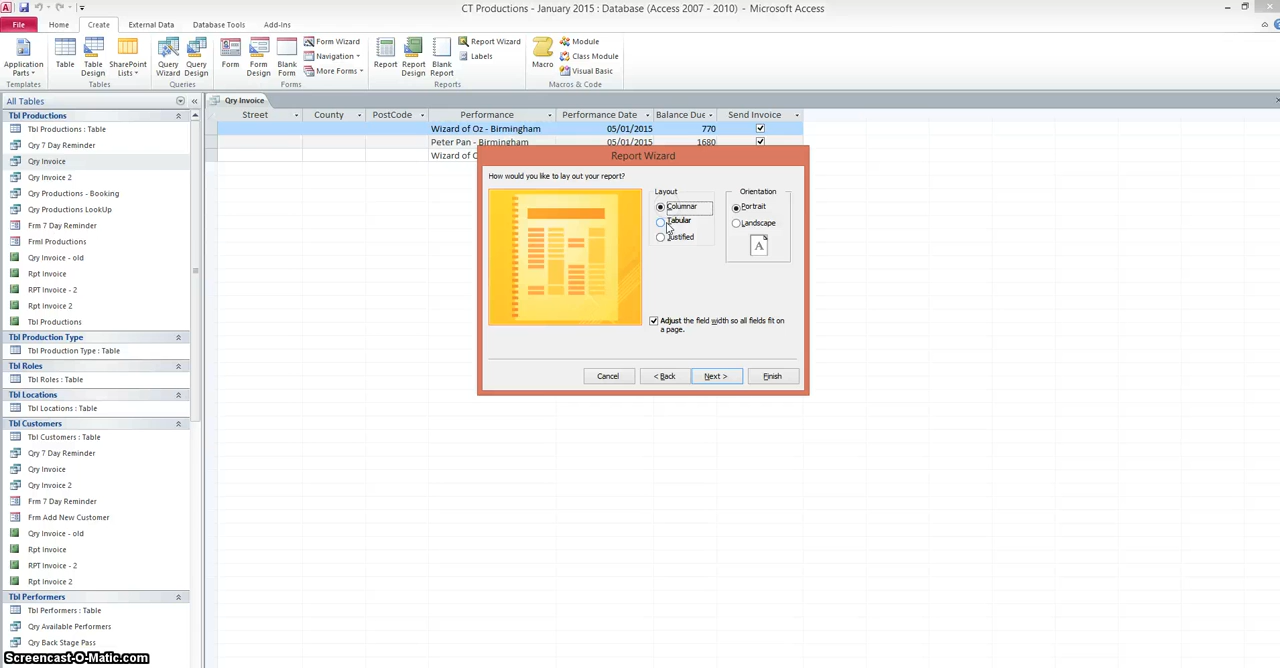 CT Productions - January 2015 : Database (Access 2007 - 2010) - Microsoft Access
File Home Create External Data Database Tools Add-Ins
Application Parts Table Table Design SharePoint Lists Query Wizard Query Design Form Form Design Blank Form Form Wizard Navigation More Forms Report Report Design Blank Report Report Wizard Labels Macro Module Class Module Visual Basic
Templates Tables Queries Forms Reports Macros & Code
All Tables
Tbl Productions
Tbl Productions : Table
Qry 7 Day Reminder
Qry Invoice
Qry Invoice 2
Qry Productions - Booking
Qry Productions LookUp
Frm 7 Day Reminder
Frml Productions
Qry Invoice - old
Rpt Invoice
RPT Invoice - 2
Rpt Invoice 2
Tbl Productions
Tbl Production Type
Tbl Production Type : Table
Tbl Roles
Tbl Roles : Table
Tbl Locations
Tbl Locations : Table
Tbl Customers
Tbl Customers : Table
Qry 7 Day Reminder
Qry Invoice
Qry Invoice 2
Frm 7 Day Reminder
Frm Add New Customer
Qry Invoice - old
Rpt Invoice
RPT Invoice - 2
Rpt Invoice 2
Tbl Performers
Tbl Performers : Table
Qry Available Performers
Qry Back Stage Pass
Qry Invoice
Street County PostCode Performance Performance Date Balance Due Send Invoice
Wizard of Oz - Birmingham 05/01/2015 770
Peter Pan - Birmingham 05/01/2015 1680
Wizard of O
Report Wizard
How would you like to lay out your report?
Layout
Columnar
Tabular
Justified
Orientation
Portrait
Landscape
A
Adjust the field width so all fields fit on
a page.
Cancel < Back Next > Finish
Screencast-O-Matic.com